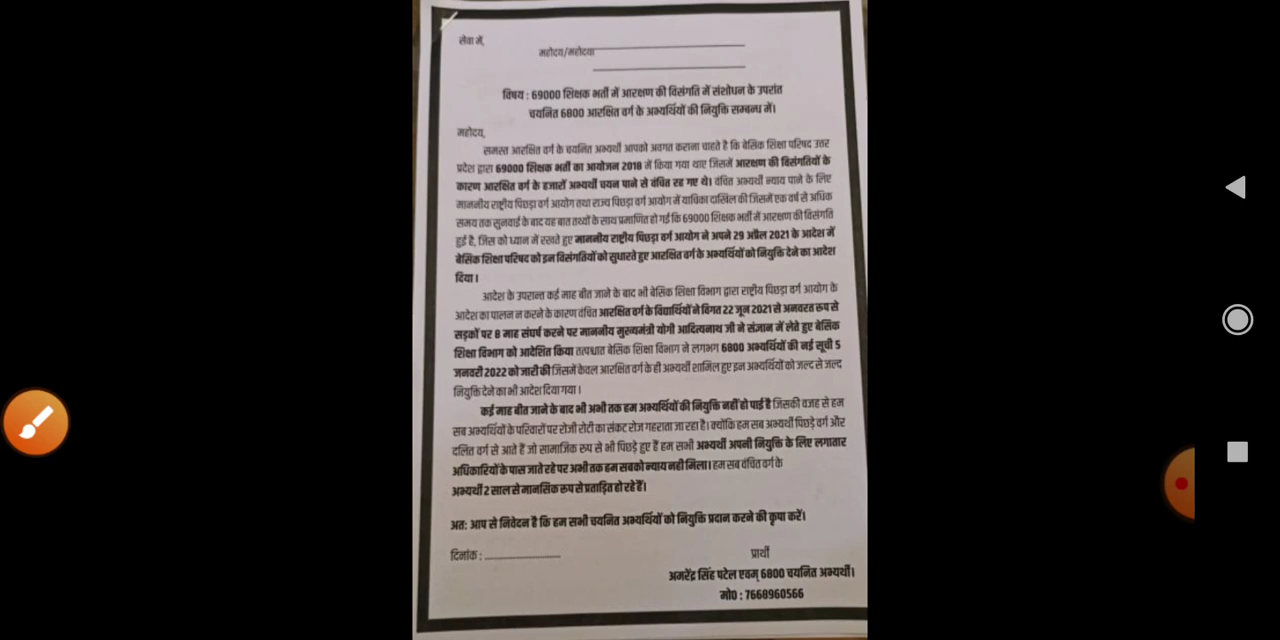 सेवा में,
महोदय/महोदया
विषय : 69000 शिक्षक भर्ती में आरक्षण की विसंगति में संशोधन के उपरांत
चयनित 6800 आरक्षित वर्ग के अभ्यर्थियों की नियुक्ति सम्बन्ध में।
महोदय,
समस्त आरक्षित वर्ग के चयनित अभ्यर्थी आपको अवगत कराना चाहते है कि बेसिक शिक्षा परिषद उत्तर
प्रदेश द्वारा 69000 शिक्षक भर्ती का आयोजन 2018 में किया गया थाए जिसमें आरक्षण की विसंगतियों के
कारण आरक्षित वर्ग के हजारों अभ्यर्थी चयन पाने से वंचित रह गए थे। वंचित अभ्यर्थी न्याय पाने के लिए
माननीय राष्ट्रीय पिछड़ा वर्ग आयोग तथा राज्य पिछड़ा वर्ग आयोग में याचिका दाखिल की जिसमें एक वर्ष से अधिक
समय तक सुनवाई के बाद यह बात तथ्यों के साथ प्रमाणित हो गई कि 69000 शिक्षक भर्ती में आरक्षण की विसंगति
हुई है, जिस को ध्यान में रखते हुए माननीय राष्ट्रीय पिछड़ा वर्ग आयोग ने अपने 29 अप्रैल 2021 के आदेश में
बेसिक शिक्षा परिषद को इन विसंगतियों को सुधारते हुए आरक्षित वर्ग के अभ्यर्थियों को नियुक्ति देने का आदेश
दिया।
आदेश के उपरान्त कई माह बीत जाने के बाद भी बेसिक शिक्षा विभाग द्वारा राष्ट्रीय पिछड़ा वर्ग आयोग के
आदेश का पालन न करने के कारण वंचित आरक्षित वर्ग के विद्यार्थियों ने विगत 22 जून 2021 से अनवरत रूप से
सड़कों पर 8 माह संघर्ष करने पर माननीय मुख्यमंत्री योगी आदित्यनाथ जी ने संज्ञान में लेते हुए बेसिक
शिक्षा विभाग को आदेशित किया तत्पश्चात बेसिक शिक्षा विभाग ने लगभग 6800 अभ्यर्थियों की नई सूची 5
जनवरी 2022 को जारी की जिसमें केवल आरक्षित वर्ग के ही अभ्यर्थी शामिल हुए इन अभ्यर्थियों को जल्द से जल्द
नियुक्ति देने का भी आदेश दिया गया।
कई माह बीत जाने के बाद भी अभी तक हम अभ्यर्थियों की नियुक्ति नहीं हो पाई है जिसकी वजह से हम
सब अभ्यर्थियों के परिवारों पर रोजी रोटी का संकट रोज गहराता जा रहा है। क्योंकि हम सब अभ्यर्थी पिछड़े वर्ग और
दलित वर्ग से आते हैं जो सामाजिक रूप से भी पिछड़े हुए हैं हम सभी अभ्यर्थी अपनी नियुक्ति के लिए लगातार
अधिकारियों के पास जाते रहे पर अभी तक हम सबको न्याय नही मिला। हम सब वंचित वर्ग के
अभ्यर्थी 2 साल से मानसिक रूप से प्रताड़ित हो रहे हैं।
अत: आप से निवेदन है कि हम सभी चयनित अभ्यर्थियों को नियुक्ति प्रदान करने की कृपा करें।
दिनांक :
प्रार्थी
अमरेंद्र सिंह पटेल एवम् 6800 चयनित अभ्यर्थी।
मो0 : 7668960566